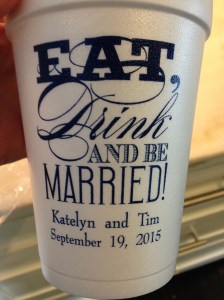 EAT,
Drink
AND BE
MARRIED!
Katelyn and Tim
September 19, 2015